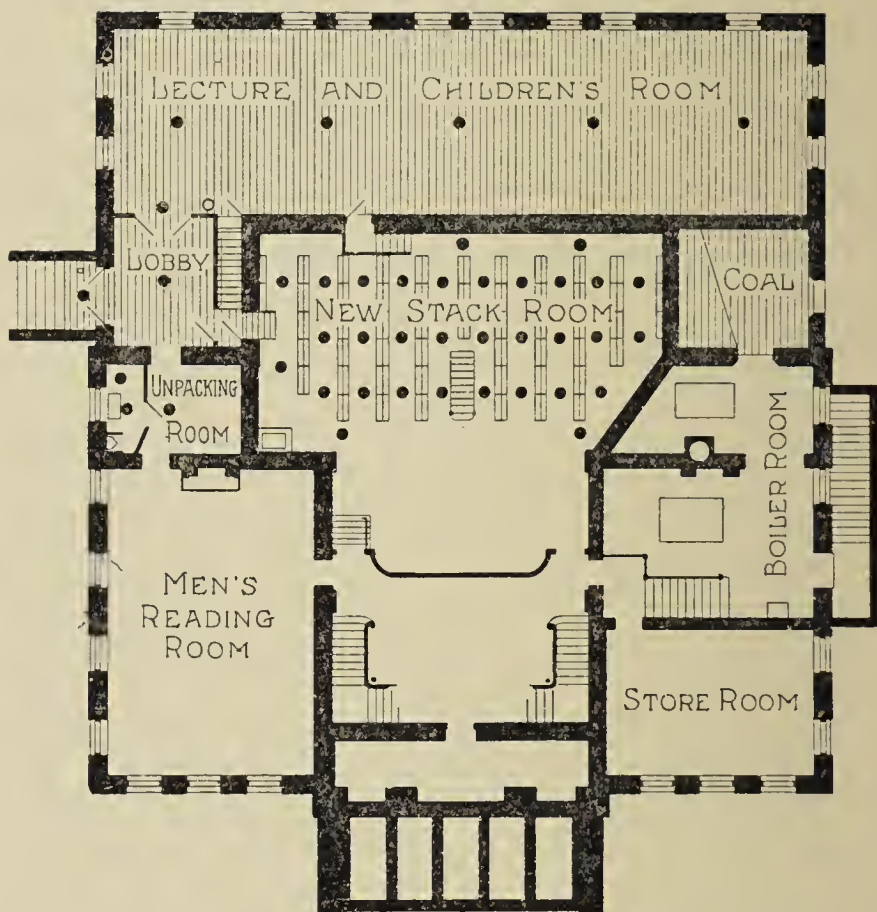 LECTURE AND CHILDREN'S ROOM
LOBBY
NEW STACK ROOM
COAL
UNPACKING
ROOM
BOILER ROOM
MEN'S
READING
ROOM
STORE ROOM